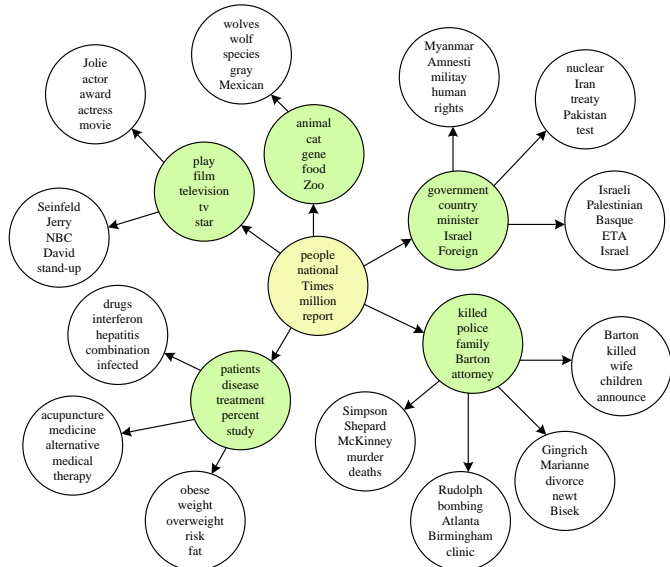 wolves
wolf
species
gray
Mexican
Myanmar
Amnesti
militay
human
rights
Jolie
actor
award
actress
movie
nuclear
Iran
treaty
Pakistan
test
animal
cat
gene
food
Zoo
play
film
television
tv
star
government
country
minister
Israel
Foreign
Seinfeld
Jerry
NBC
David
stand-up
Israeli
Palestinian
Basque
ETA
Israel
people
national
Times
million
report
drugs
interferon
hepatitis
combination
infected
killed
police
family
Barton
attorney
Barton
killed
wife
children
announce
patients
disease
treatment
percent
study
acupuncture
medicine
alternative
medical
therapy
Simpson
Shepard
McKinney
murder
deaths
Gingrich
Marianne
divorce
newt
Bisek
obese
weight
overweight
risk
fat
Rudolph
bombing
Atlanta
Birmingham
clinic